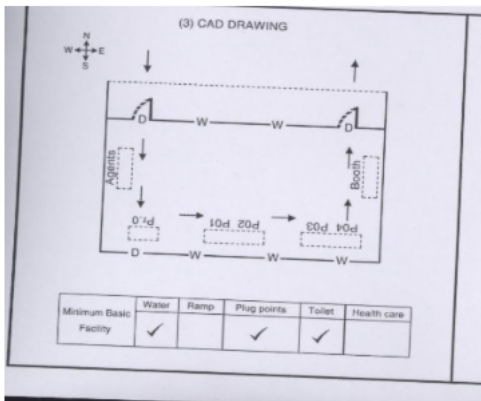 (3) CAD DRAWING
N
W E
S
D W W D
Agents
Booth
Pr.O P01 P02 P03 P04
D W W W
Minimum Basic Facility Water Ramp Plug points Toilet Health care